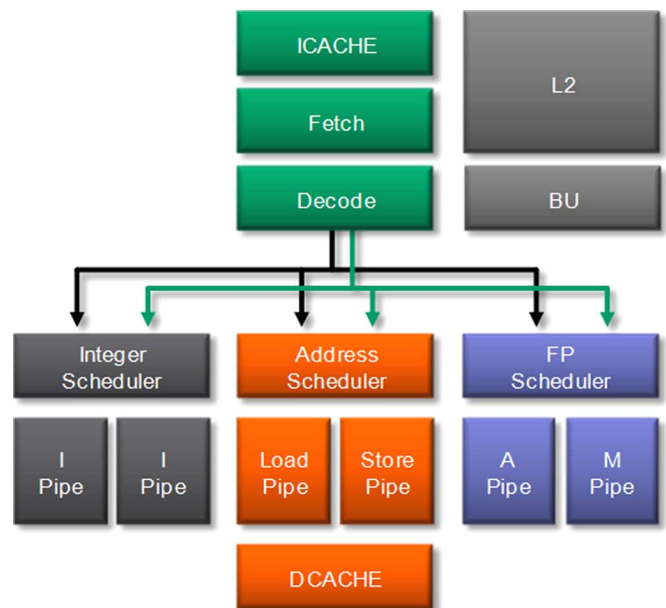 ICACHE
L2
Fetch
Decode
BU
Integer
Scheduler
Address
Scheduler
FP
Scheduler
I
Pipe
I
Pipe
Load
Pipe
Store
Pipe
A
Pipe
M
Pipe
DCACHE